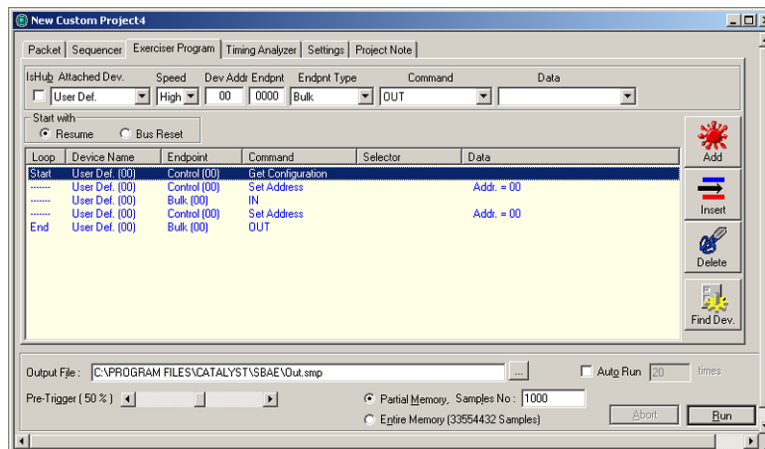 New Custom Project4
Packet Sequencer Exerciser Program Timing Analyzer Settings Project Note
IsHub Attached Dev. Speed Dev Addr Endpnt Endpnt Type Command Data
User Def. High 00 0000 Bulk OUT
Start with
Resume Bus Reset
Loop Device Name Endpoint Command Selector Data
Start User Def. (00) Control (00) Get Configuration
------- User Def. (00) Control (00) Set Address Addr. = 00
------- User Def. (00) Bulk (00) IN
------- User Def. (00) Control (00) Set Address Addr. = 00
End User Def. (00) Bulk (00) OUT
Add
Insert
Delete
Find Dev.
Output File : C:\PROGRAM FILES\CATALYST\SBAE\Out.smp ... Auto Run 20 times
Pre-Trigger ( 50 % ) Partial Memory, Samples No : 1000
Entire Memory (33554432 Samples) Abort Run